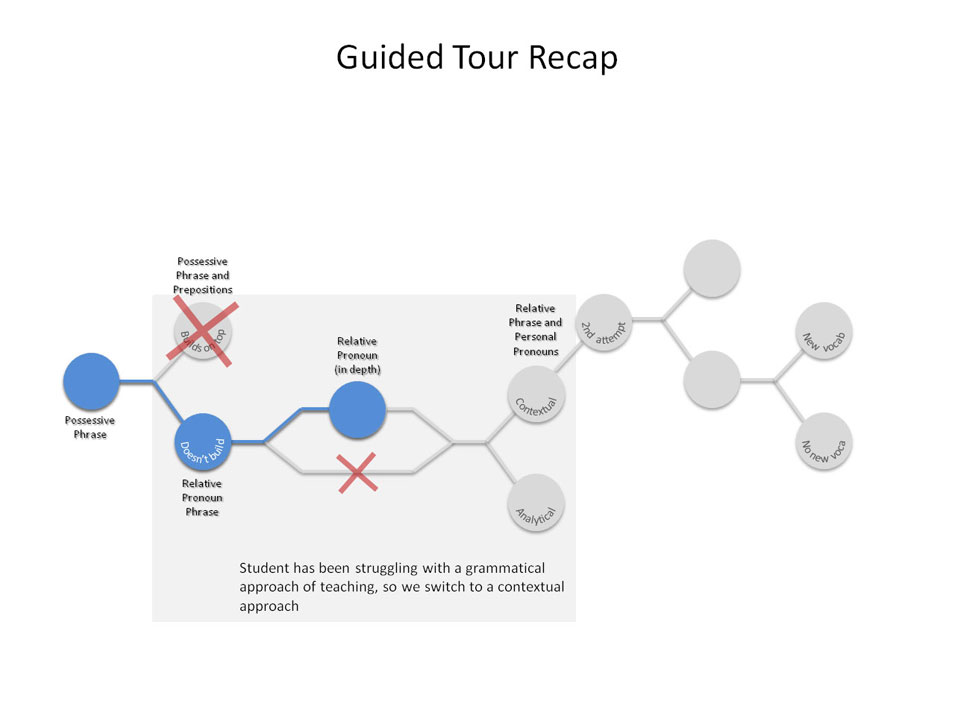 Guided Tour Recap
Possessive
Phrase and
Prepositions
Builds on top
Possessive
Phrase
Doesn't build
Relative
Pronoun
Phrase
Relative
Pronoun
(in depth)
Relative
Phrase and
Personal
Pronouns
Contextual
Analytical
2nd attempt
New vocab
No new voca
Student has been struggling with a grammatical
approach of teaching, so we switch to a contextual
approach